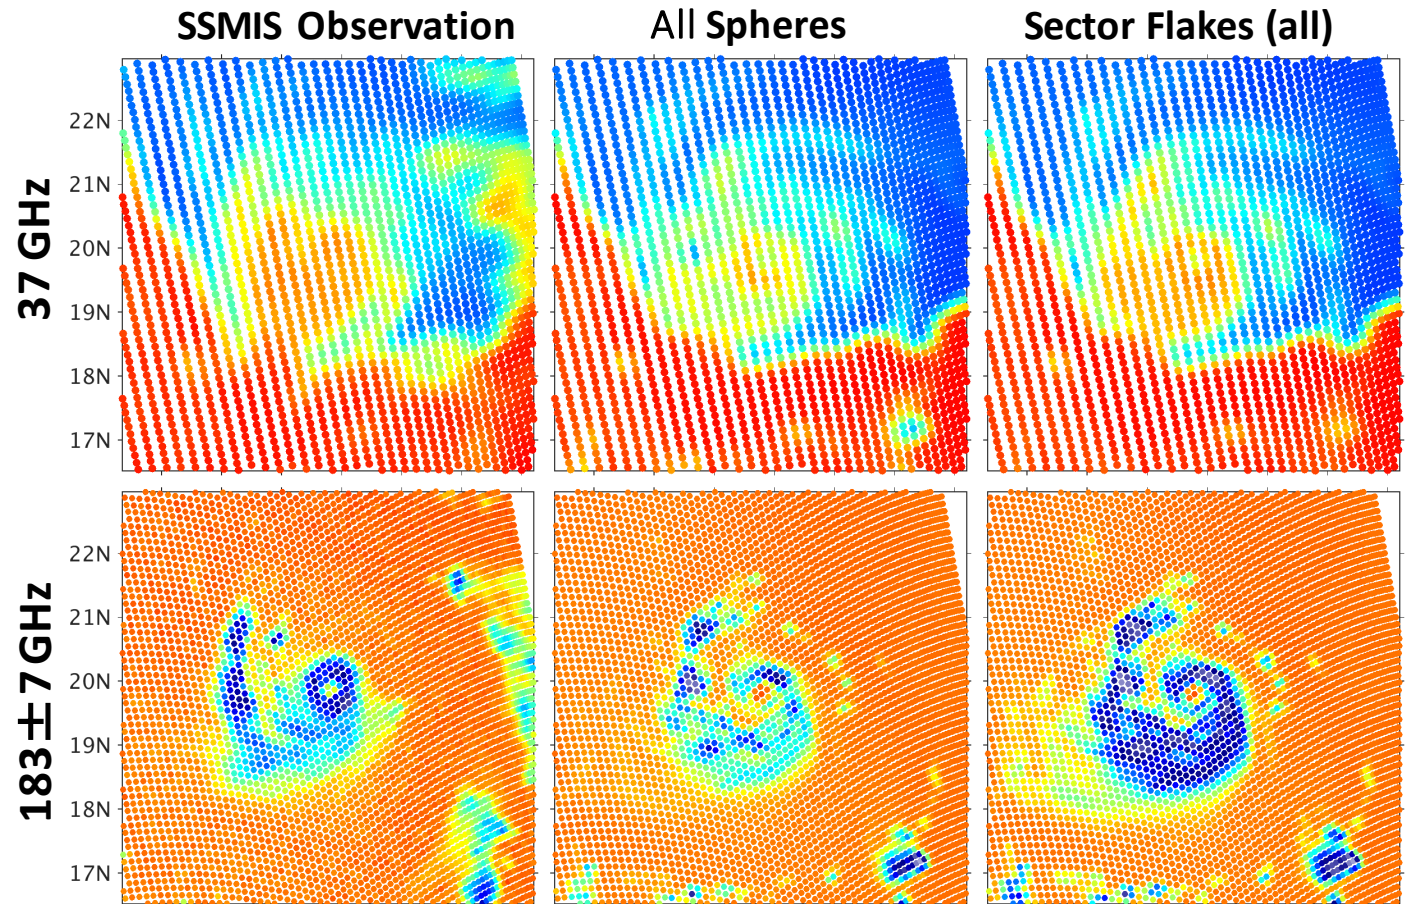 SSMIS Observation
All Spheres
Sector Flakes (all)
37 GHz
22N
21N
20N
19N
18N
17N
183±7GHz
22N
21N
20N
19N
18N
17N